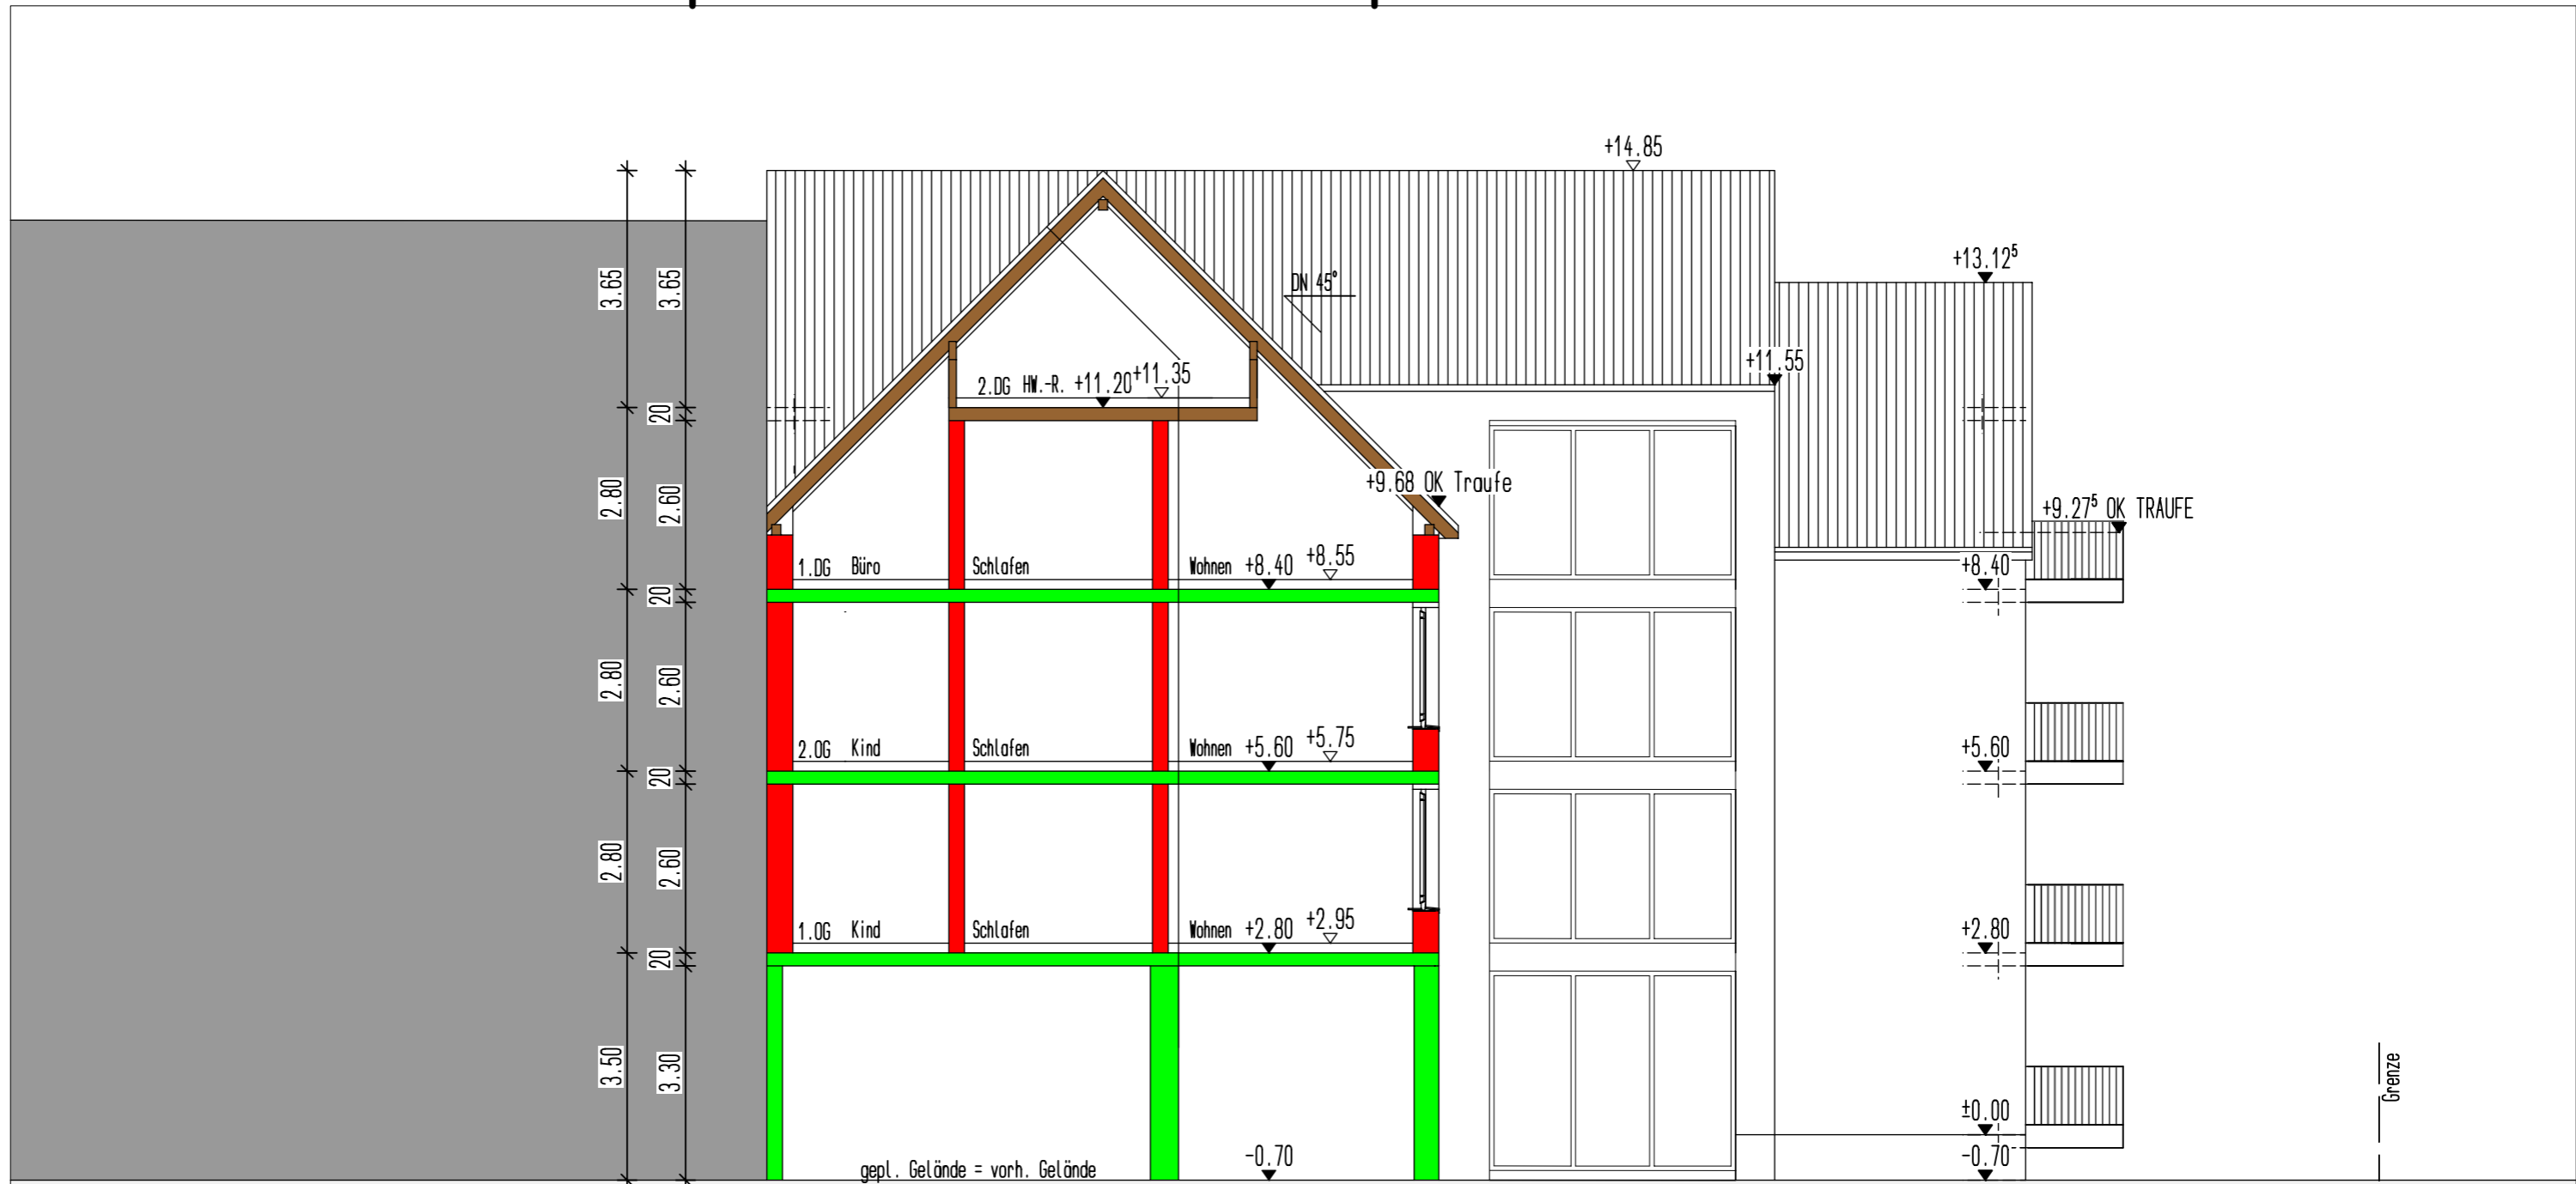 +14.85
+13.12⁵
3.65
3.65
DN 45°
+11.55
2.DG HW.-R. +11.20 +11.35
20
+9.68 OK Traufe
2.80
2.60
+9.27⁵ OK TRAUFE
1.DG Büro Schlafen Wohnen +8.40 +8.55
+8.40
20
2.80
2.60
2.OG Kind Schlafen Wohnen +5.60 +5.75
+5.60
20
2.80
2.60
1.OG Kind Schlafen Wohnen +2.80 +2.95
+2.80
20
3.50
3.30
Grenze
±0.00
gepl. Gelände = vorh. Gelände
-0.70
-0.70